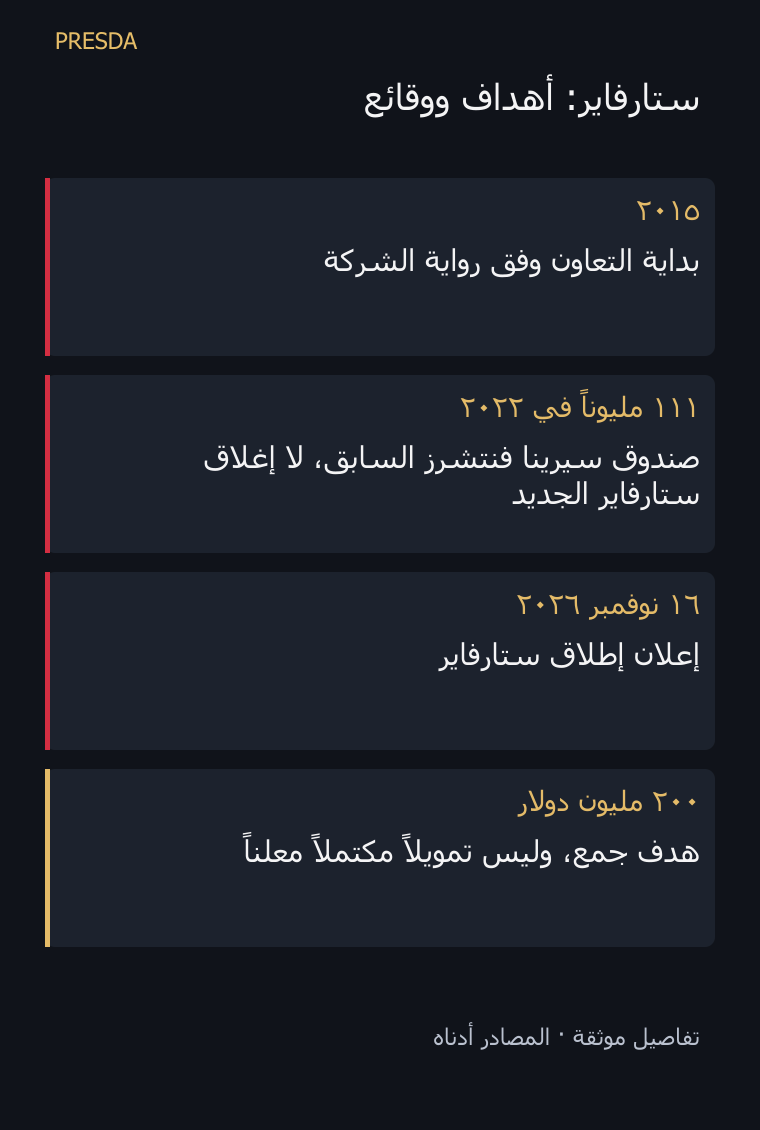 PRESDA
ستارفاير: أهداف ووقائع
٢٠١٥
بداية التعاون وفق رواية الشركة
١١١ مليوناً في ٢٠٢٢
صندوق سيرينا فنتشرز السابق، لا إغلاق
ستارفاير الجديد
١٦ نوفمبر ٢٠٢٦
إعلان إطلاق ستارفاير
٢٠٠ مليون دولار
هدف جمع، وليس تمويلاً مكتملاً معلناً
تفاصيل موثقة · المصادر أدناه